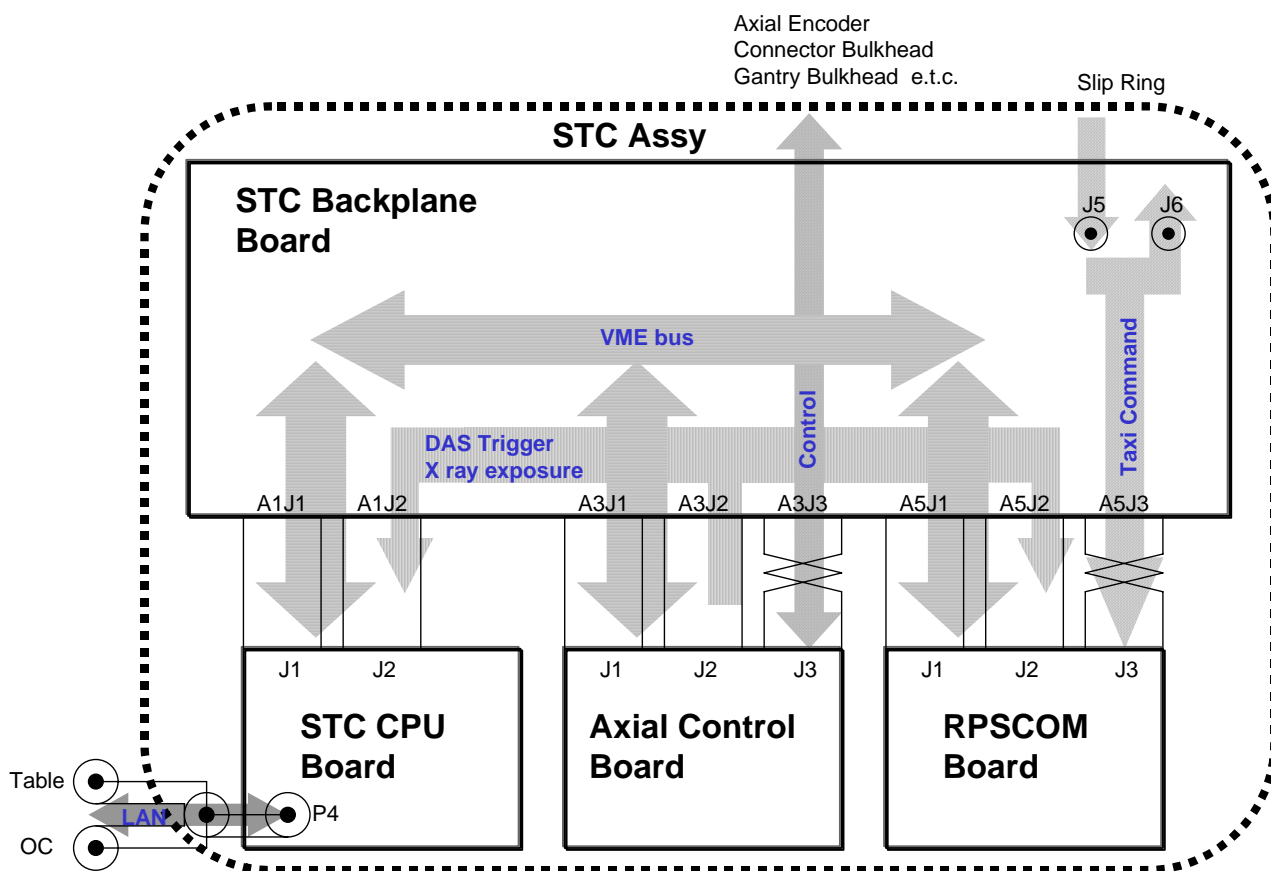 Axial Encoder
Connector Bulkhead
Gantry Bulkhead e.t.c.
Slip Ring
STC Assy
STC Backplane
Board
J5
J6
VME bus
Control
Taxi Command
DAS Trigger
X ray exposure
A1J1
A1J2
A3J1
A3J2
A3J3
A5J1
A5J2
A5J3
J1
J2
J1
J2
J3
J1
J2
J3
STC CPU
Board
Axial Control
Board
RPSCOM
Board
Table
LAN
P4
OC